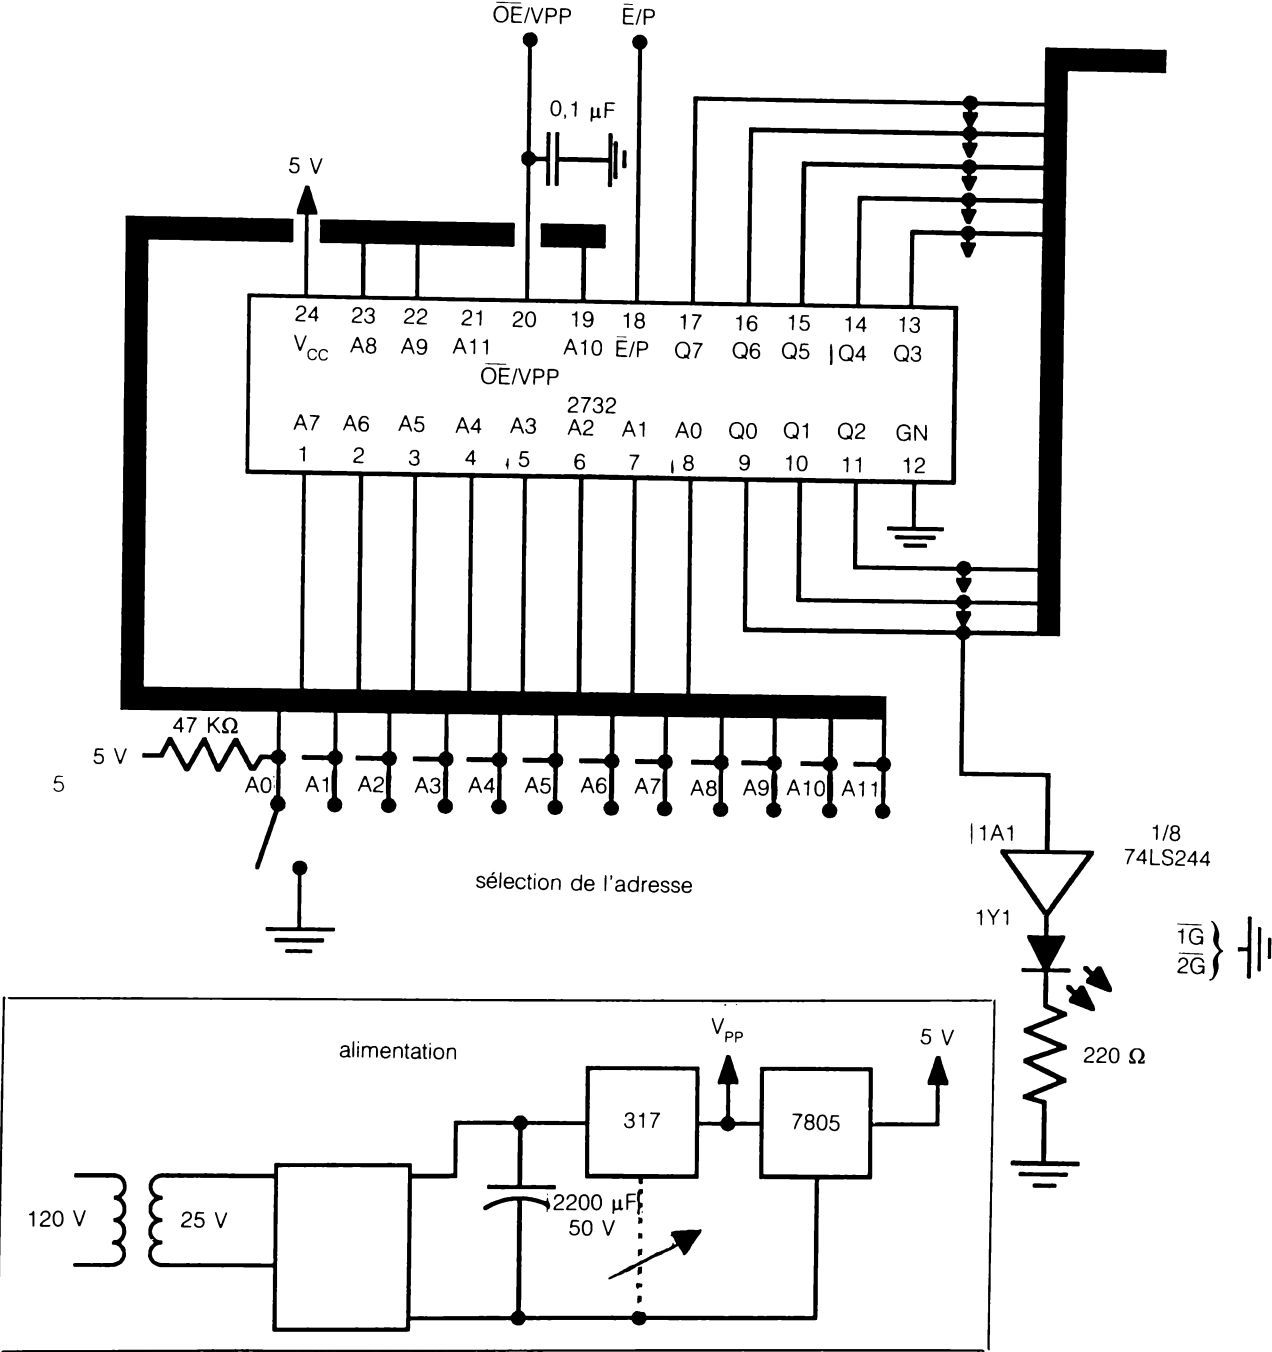 O̅E̅/VPP E̅/P
0,1 µF
5 V
24 23 22 21 20 19 18 17 16 15 14 13
VCC A8 A9 A11 A10 E̅/P Q7 Q6 Q5 Q4 Q3
O̅E̅/VPP
2732
A7 A6 A5 A4 A3 A2 A1 A0 Q0 Q1 Q2 GN
1 2 3 4 5 6 7 8 9 10 11 12
47 KΩ
5 V
5
A0 A1 A2 A3 A4 A5 A6 A7 A8 A9 A10 A11
sélection de l'adresse
1A1
1/8
74LS244
1Y1
1̅G̅
2̅G̅
220 Ω
alimentation
VPP
5 V
317
7805
2200 µF
50 V
120 V
25 V